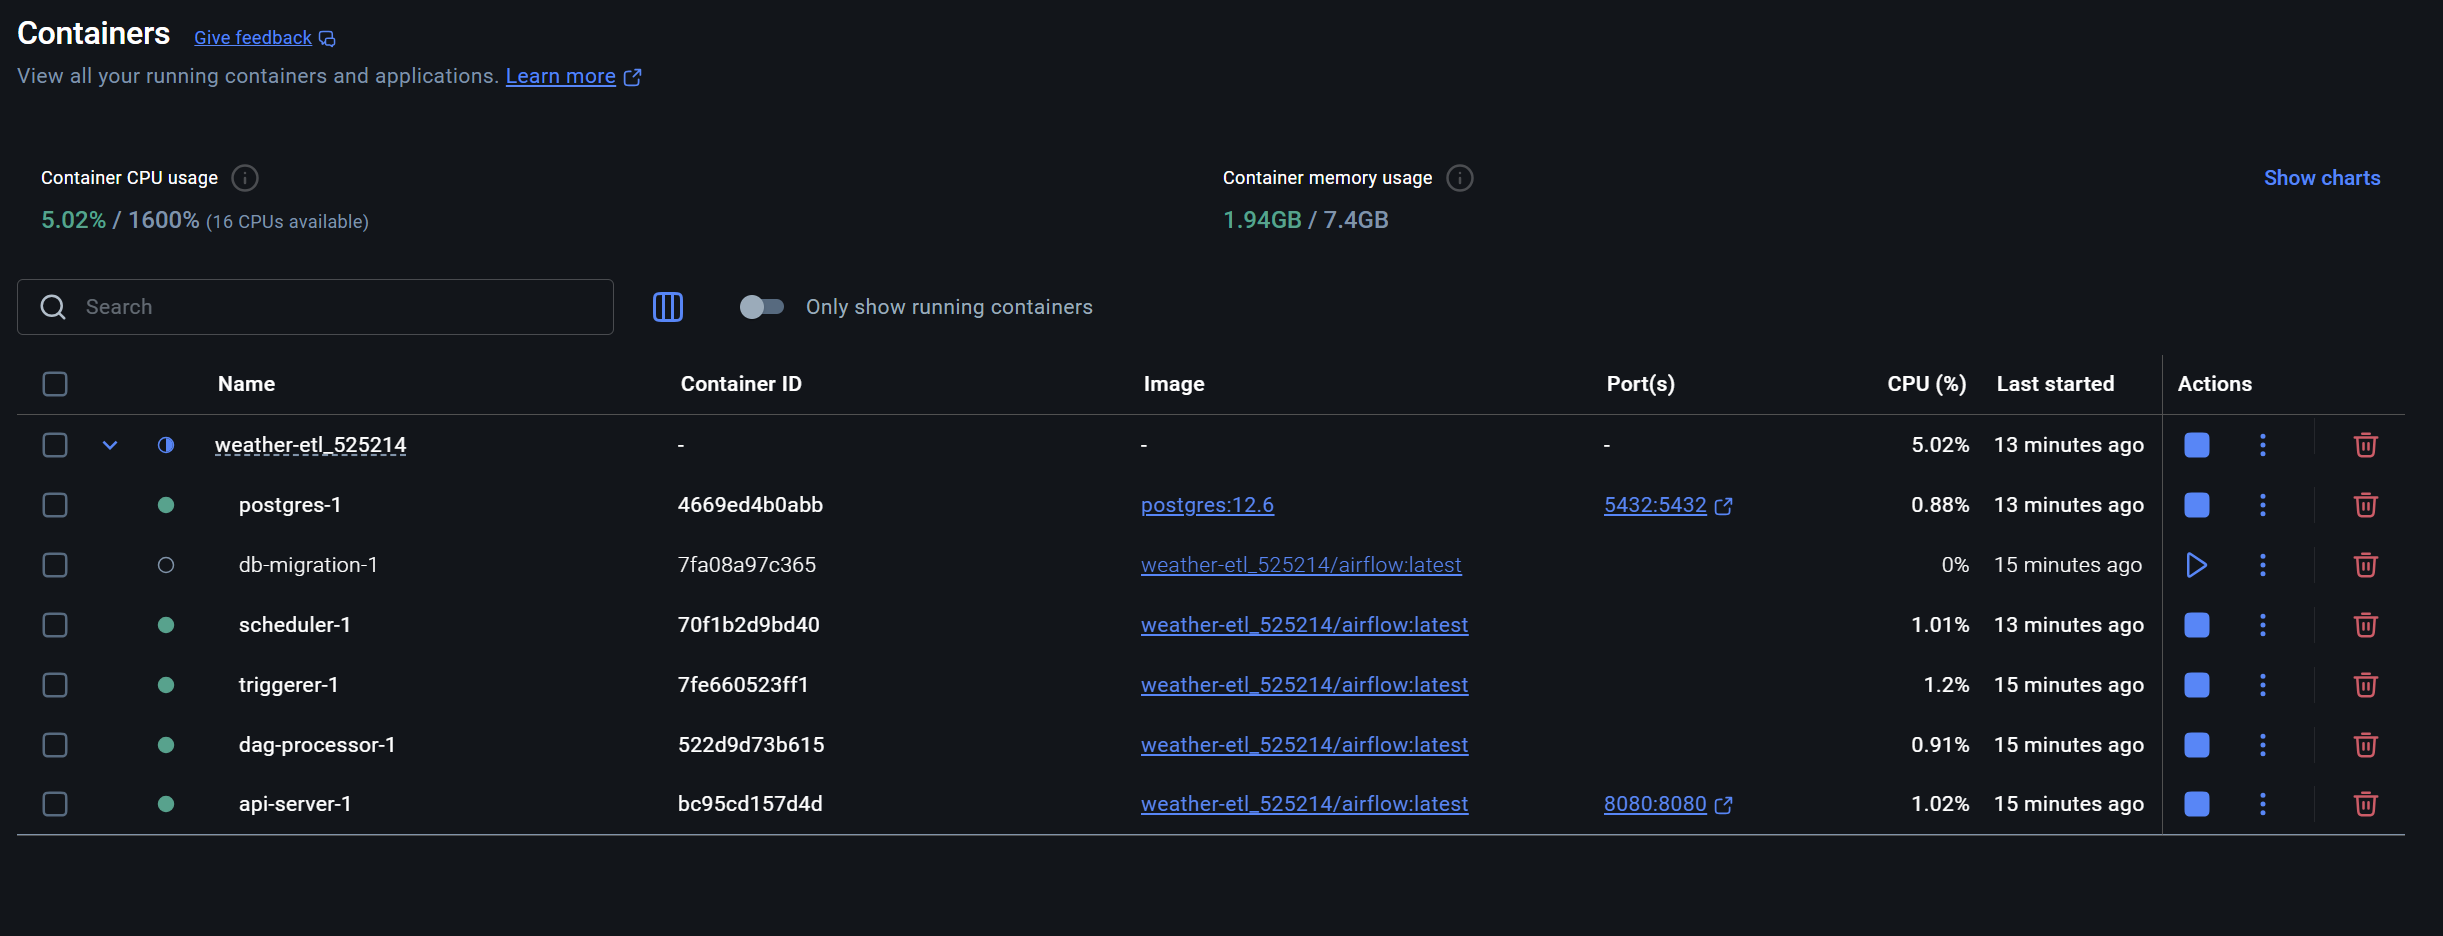 Containers Give feedback
View all your running containers and applications. Learn more
Container CPU usage
5.02% / 1600% (16 CPUs available)
Container memory usage
1.94GB / 7.4GB
Show charts
Search
Only show running containers
Name Container ID Image Port(s) CPU (%) Last started Actions
weather-etl_525214 - - - 5.02% 13 minutes ago
postgres-1 4669ed4b0abb postgres:12.6 5432:5432 0.88% 13 minutes ago
db-migration-1 7fa08a97c365 weather-etl_525214/airflow:latest 0% 15 minutes ago
scheduler-1 70f1b2d9bd40 weather-etl_525214/airflow:latest 1.01% 13 minutes ago
triggerer-1 7fe660523ff1 weather-etl_525214/airflow:latest 1.2% 15 minutes ago
dag-processor-1 522d9d73b615 weather-etl_525214/airflow:latest 0.91% 15 minutes ago
api-server-1 bc95cd157d4d weather-etl_525214/airflow:latest 8080:8080 1.02% 15 minutes ago